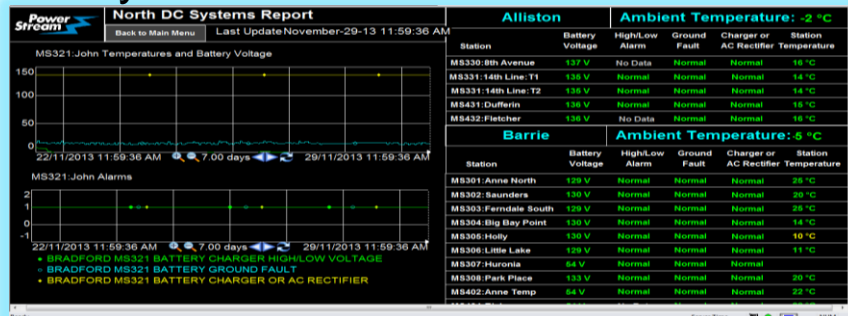 Power Stream
North DC Systems Report
Back to Main Menu
Last Update November-29-13 11:59:36 AM
MS321:John Temperatures and Battery Voltage
150
100
50
0
22/11/2013 11:59:36 AM 7.00 days 29/11/2013 11:59:36 AM
MS321:John Alarms
2
1
0
-1
22/11/2013 11:59:36 AM 7.00 days 29/11/2013 11:59:36 AM
BRADFORD MS321 BATTERY CHARGER HIGH/LOW VOLTAGE
BRADFORD MS321 BATTERY GROUND FAULT
BRADFORD MS321 BATTERY CHARGER OR AC RECTIFIER
Alliston Ambient Temperature: -2 °C
Station Battery Voltage High/Low Alarm Ground Fault Charger or AC Rectifier Station Temperature
MS330:8th Avenue 137 V No Data Normal Normal 16 °C
MS331:14th Line:T1 135 V Normal Normal Normal 14 °C
MS331:14th Line:T2 135 V Normal Normal Normal 14 °C
MS431:Dufferin 136 V Normal Normal Normal 15 °C
MS432:Fletcher 136 V No Data Normal Normal 16 °C
Barrie Ambient Temperature:-5 °C
Station Battery Voltage High/Low Alarm Ground Fault Charger or AC Rectifier Station Temperature
MS301:Anne North 129 V Normal Normal Normal 25 °C
MS302:Saunders 130 V Normal Normal Normal 20 °C
MS303:Ferndale South 129 V Normal Normal Normal 25 °C
MS304:Big Bay Point 130 V Normal Normal Normal 14 °C
MS305:Holly 130 V Normal Normal Normal 10 °C
MS306:Little Lake 129 V Normal Normal Normal 11 °C
MS307:Huronia 54 V Normal Normal Normal
MS308:Park Place 133 V Normal Normal Normal 20 °C
MS402:Anne Temp 54 V Normal Normal Normal 22 °C